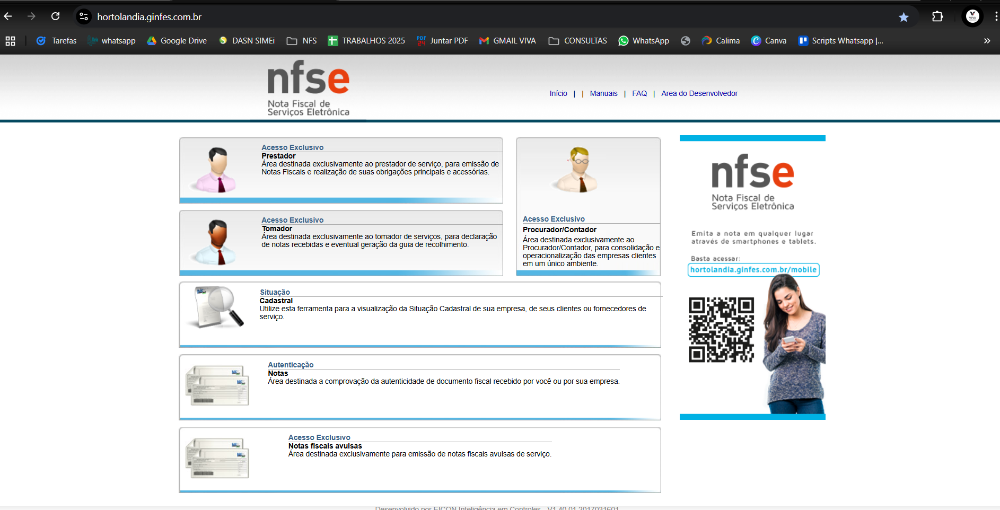 hortolandia.ginfes.com.br
VIVA
Tarefas whatsapp Google Drive DASN SIMEi NFS TRABALHOS 2025 PDF 24 Juntar PDF GMAIL VIVA CONSULTAS WhatsApp Calima Canva Scripts Whatsapp |...
nfse
Nota Fiscal de
Serviços Eletrônica
Início | | Manuais | FAQ | Area do Desenvolvedor
Acesso Exclusivo
Prestador
Área destinada exclusivamente ao prestador de serviço, para emissão de
Notas Fiscais e realização de suas obrigações principais e acessórias.
Acesso Exclusivo
Tomador
Área destinada exclusivamente ao tomador de serviços, para declaração
de notas recebidas e eventual geração da guia de recolhimento.
Acesso Exclusivo
Procurador/Contador
Área destinada exclusivamente ao
Procurador/Contador, para consolidação e
operacionalização das empresas clientes
em um único ambiente.
Situação
Cadastral
Utilize esta ferramenta para a visualização da Situação Cadastral de sua empresa, de seus clientes ou fornecedores de
serviço.
Autenticação
Notas
Área destinada a comprovação da autenticidade de documento fiscal recebido por você ou por sua empresa.
Acesso Exclusivo
Notas fiscais avulsas
Área destinada exclusivamente para emissão de notas fiscais avulsas de serviço.
nfse
Nota Fiscal de
Serviços Eletrônica
Emita a nota em qualquer lugar
através de smartphones e tablets.
Basta acessar:
hortolandia.ginfes.com.br/mobile
Desenvolvido por EICON Inteligência em Controles - V1.40.01.2017031601